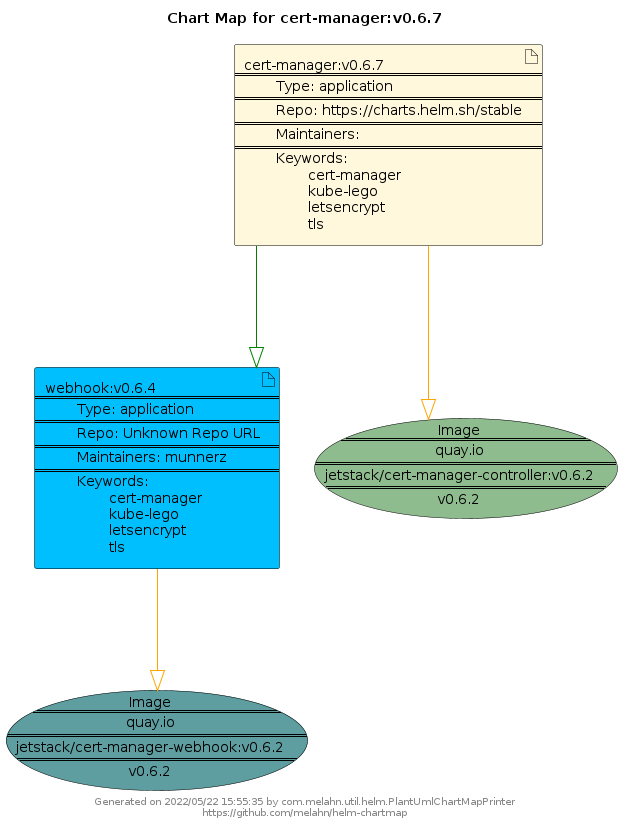 Chart Map for cert-manager:v0.6.7
cert-manager:v0.6.7
Type: application
Repo: https://charts.helm.sh/stable
Maintainers:
Keywords:
cert-manager
kube-lego
letsencrypt
tls
webhook:v0.6.4
Type: application
Repo: Unknown Repo URL
Maintainers: munnerz
Keywords:
cert-manager
kube-lego
letsencrypt
tls
Image
quay.io
jetstack/cert-manager-controller:v0.6.2
v0.6.2
Image
quay.io
jetstack/cert-manager-webhook:v0.6.2
v0.6.2
Generated on 2022/05/22 15:55:35 by com.melahn.util.helm.PlantUmlChartMapPrinter
https://github.com/melahn/helm-chartmap